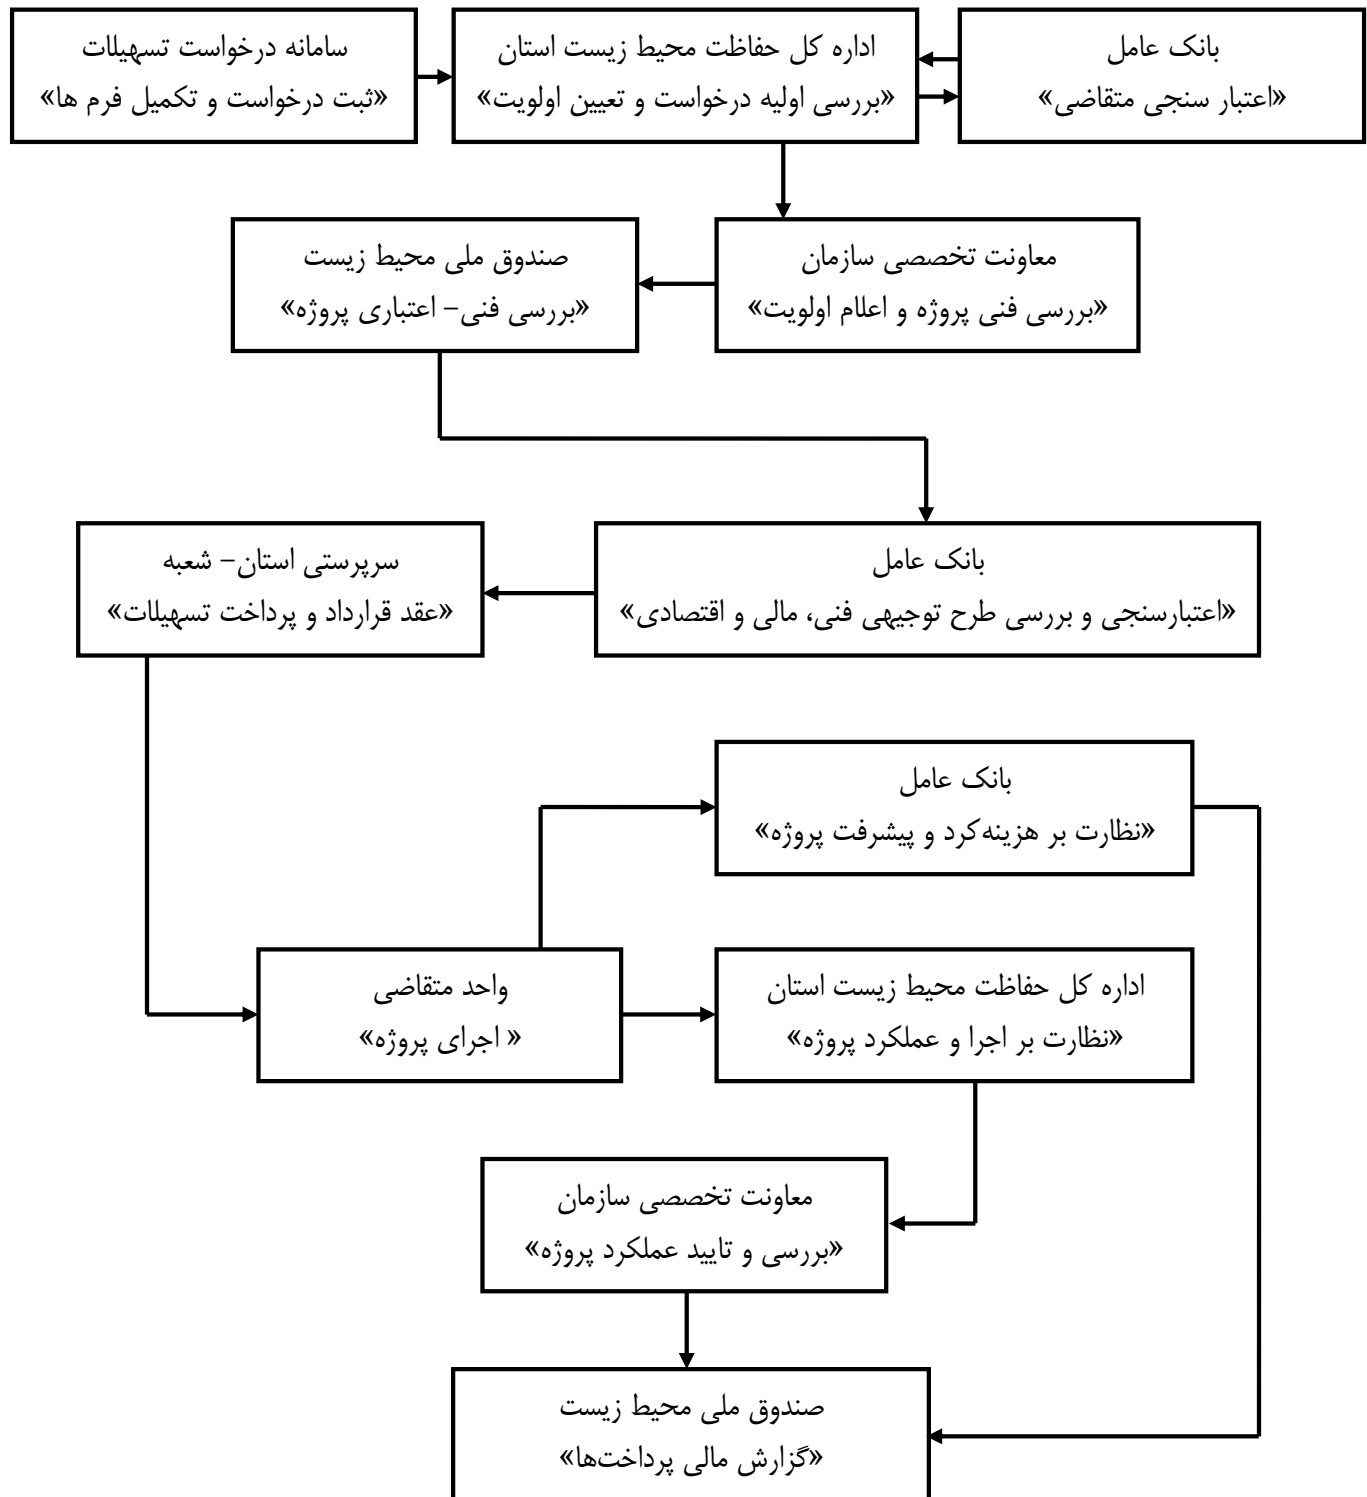 سامانه درخواست تسهیلات
«ثبت درخواست و تکمیل فرم ها»
اداره کل حفاظت محیط زیست استان
«بررسی اولیه درخواست و تعیین اولویت»
بانک عامل
«اعتبار سنجی متقاضی»
معاونت تخصصی سازمان
«بررسی فنی پروژه و اعلام اولویت»
صندوق ملی محیط زیست
«بررسی فنی- اعتباری پروژه»
بانک عامل
«اعتبارسنجی و بررسی طرح توجیهی فنی، مالی و اقتصادی»
سرپرستی استان- شعبه
«عقد قرارداد و پرداخت تسهیلات»
بانک عامل
«نظارت بر هزینه‌کرد و پیشرفت پروژه»
واحد متقاضی
« اجرای پروژه»
اداره کل حفاظت محیط زیست استان
«نظارت بر اجرا و عملکرد پروژه»
معاونت تخصصی سازمان
«بررسی و تایید عملکرد پروژه»
صندوق ملی محیط زیست
«گزارش مالی پرداخت‌ها»